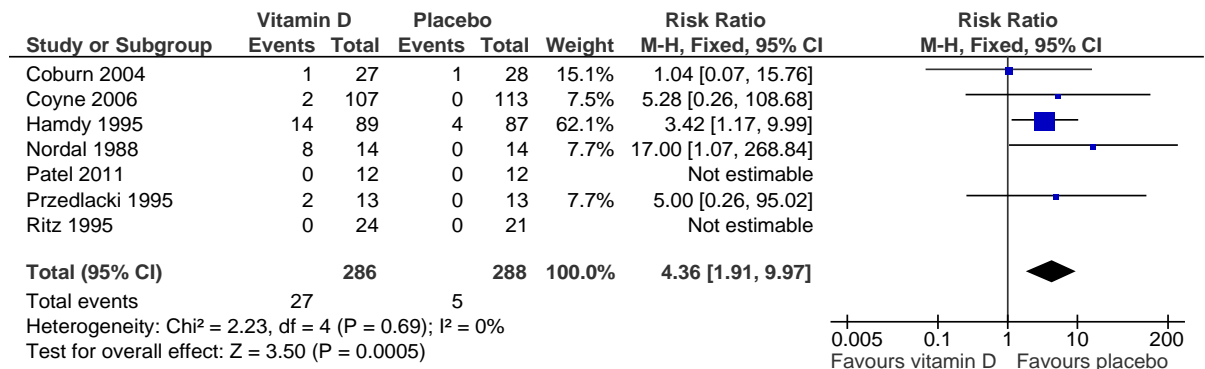 Vitamin D Placebo Risk Ratio Risk Ratio
Study or Subgroup Events Total Events Total Weight M-H, Fixed, 95% CI M-H, Fixed, 95% CI
Coburn 2004 1 27 1 28 15.1% 1.04 [0.07, 15.76]
Coyne 2006 2 107 0 113 7.5% 5.28 [0.26, 108.68]
Hamdy 1995 14 89 4 87 62.1% 3.42 [1.17, 9.99]
Nordal 1988 8 14 0 14 7.7% 17.00 [1.07, 268.84]
Patel 2011 0 12 0 12 Not estimable
Przedlacki 1995 2 13 0 13 7.7% 5.00 [0.26, 95.02]
Ritz 1995 0 24 0 21 Not estimable
Total (95% CI) 286 288 100.0% 4.36 [1.91, 9.97]
Total events 27 5
Heterogeneity: Chi² = 2.23, df = 4 (P = 0.69); I² = 0%
Test for overall effect: Z = 3.50 (P = 0.0005)
0.005 0.1 1 10 200
Favours vitamin D Favours placebo